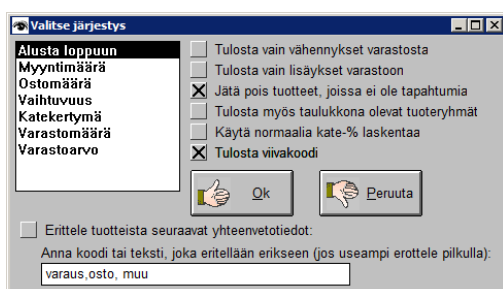 Valitse järjestys
Alusta loppuun
Myyntimäärä
Ostomäärä
Vaihtuvuus
Katekertymä
Varastomäärä
Varastoarvo
Tulosta vain vähennykset varastosta
Tulosta vain lisäykset varastoon
Jätä pois tuotteet, joissa ei ole tapahtumia
Tulosta myös taulukkona olevat tuoteryhmät
Käytä normaalia kate-% laskentaa
Tulosta viivakoodi
Ok
Peruuta
Erittele tuotteista seuraavat yhteenvetotiedot:
Anna koodi tai teksti, joka eritellään erikseen (jos useampi erottele pilkulla):
varaus,osto, muu